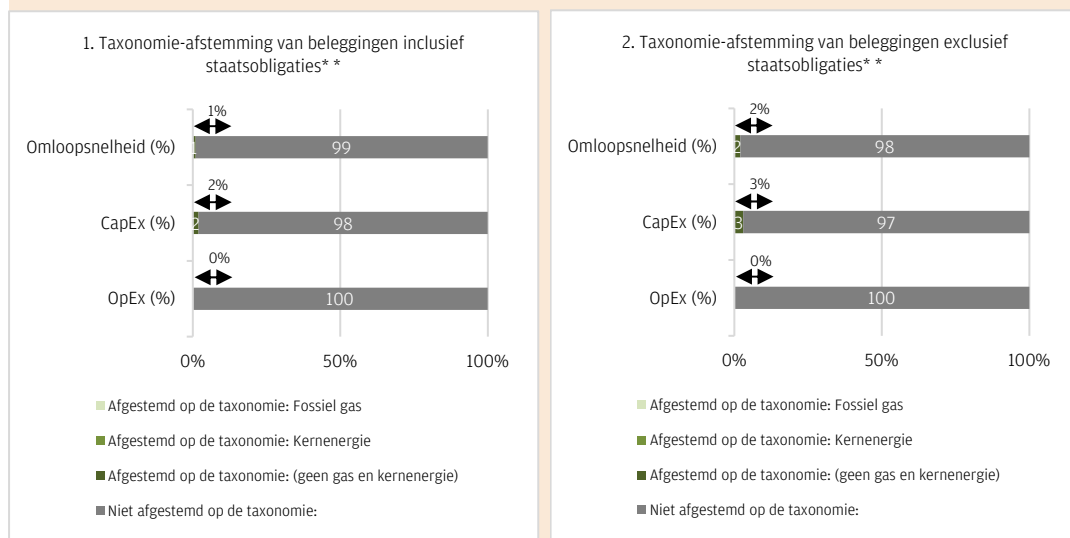 1. Taxonomie-afstemming van beleggingen inclusief
staatsobligaties* *
1%
Omloopsnelheid (%)
1
99
2%
CapEx (%)
2
98
0%
OpEx (%)
100
0%
50%
100%
Afgestemd op de taxonomie: Fossiel gas
Afgestemd op de taxonomie: Kernenergie
Afgestemd op de taxonomie: (geen gas en kernenergie)
Niet afgestemd op de taxonomie:
2. Taxonomie-afstemming van beleggingen exclusief
staatsobligaties* *
2%
Omloopsnelheid (%)
2
98
3%
CapEx (%)
3
97
0%
OpEx (%)
100
0%
50%
100%
Afgestemd op de taxonomie: Fossiel gas
Afgestemd op de taxonomie: Kernenergie
Afgestemd op de taxonomie: (geen gas en kernenergie)
Niet afgestemd op de taxonomie: